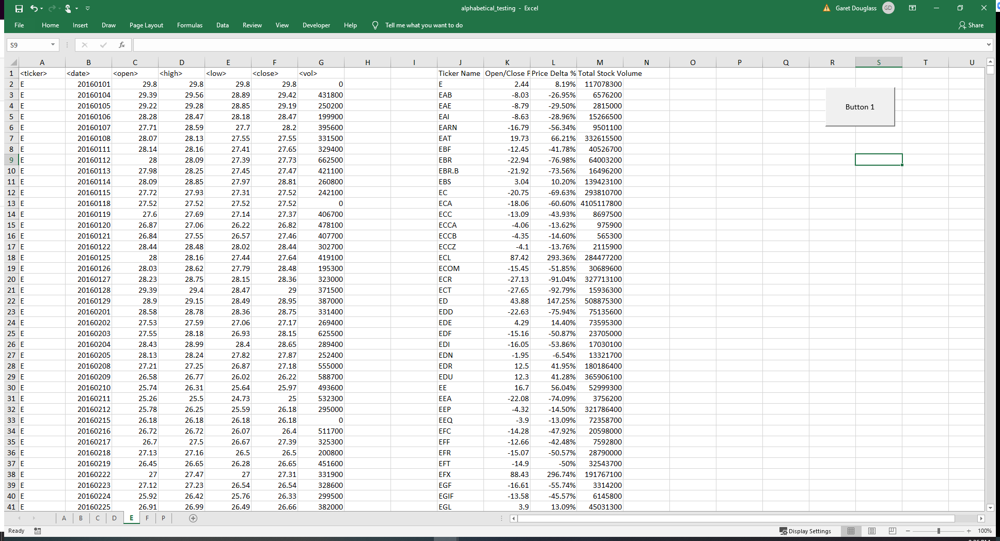 alphabetical_testing - Excel
Garet Douglass GD
File Home Insert Draw Page Layout Formulas Data Review View Developer Help Tell me what you want to do Share
S9 fx
A B C D E F G H I J K L M N O P Q R S T U
1 <ticker> <date> <open> <high> <low> <close> <vol> Ticker Name Open/Close P Price Delta % Total Stock Volume
2 E 20160101 29.8 29.8 29.8 29.8 0 E 2.44 8.19% 117078300
3 E 20160104 29.39 29.56 28.89 29.42 431800 EAB -8.03 -26.95% 6576200
4 E 20160105 29.22 29.28 28.85 29.19 250200 EAE -8.79 -29.50% 2815000
Button 1
5 E 20160106 28.28 28.47 28.18 28.47 199900 EAI -8.63 -28.96% 15266500
6 E 20160107 27.71 28.59 27.7 28.2 395600 EARN -16.79 -56.34% 9501100
7 E 20160108 28.07 28.13 27.55 27.55 331500 EAT 19.73 66.21% 332615500
8 E 20160111 28.14 28.16 27.41 27.65 329400 EBF -12.45 -41.78% 40526700
9 E 20160112 28 28.09 27.39 27.73 662500 EBR -22.94 -76.98% 64003200
10 E 20160113 27.98 28.25 27.45 27.47 421100 EBR.B -21.92 -73.56% 16496200
11 E 20160114 28.09 28.85 27.97 28.81 260800 EBS 3.04 10.20% 139423100
12 E 20160115 27.72 27.93 27.31 27.52 242100 EC -20.75 -69.63% 293810700
13 E 20160118 27.52 27.52 27.52 27.52 0 ECA -18.06 -60.60% 4105117800
14 E 20160119 27.6 27.69 27.14 27.37 406700 ECC -13.09 -43.93% 8697500
15 E 20160120 26.87 27.06 26.22 26.82 478100 ECCA -4.06 -13.62% 975900
16 E 20160121 26.84 27.55 26.57 27.46 407700 ECCB -4.35 -14.60% 565300
17 E 20160122 28.44 28.48 28.02 28.44 302700 ECCZ -4.1 -13.76% 2115900
18 E 20160125 28 28.16 27.44 27.64 419100 ECL 87.42 293.36% 284477200
19 E 20160126 28.03 28.62 27.79 28.48 195300 ECOM -15.45 -51.85% 30689600
20 E 20160127 28.23 28.75 28.15 28.36 323000 ECR -27.13 -91.04% 327713100
21 E 20160128 29.39 29.4 28.47 29 371500 ECT -27.65 -92.79% 15936300
22 E 20160129 28.9 29.15 28.49 28.95 387000 ED 43.88 147.25% 508875300
23 E 20160201 28.58 28.78 28.36 28.75 331400 EDD -22.63 -75.94% 75135600
24 E 20160202 27.53 27.59 27.06 27.17 269400 EDE 4.29 14.40% 73595300
25 E 20160203 27.55 28.18 26.93 28.15 625500 EDF -15.16 -50.87% 23705000
26 E 20160204 28.43 28.99 28.4 28.65 289400 EDI -16.05 -53.86% 17030100
27 E 20160205 28.13 28.24 27.82 27.87 252400 EDN -1.95 -6.54% 13321700
28 E 20160208 27.21 27.25 26.87 27.18 555000 EDR 12.5 41.95% 180186400
29 E 20160209 26.58 26.77 26.02 26.22 588700 EDU 12.3 41.28% 365906100
30 E 20160210 25.74 26.31 25.64 25.97 493600 EE 16.7 56.04% 52999300
31 E 20160211 25.26 25.5 24.73 25 532300 EEA -22.08 -74.09% 3756200
32 E 20160212 25.78 26.25 25.59 26.18 295000 EEP -4.32 -14.50% 321786400
33 E 20160215 26.18 26.18 26.18 26.18 0 EEQ -3.9 -13.09% 72358700
34 E 20160216 26.72 26.72 26.07 26.4 511700 EFC -14.28 -47.92% 20598000
35 E 20160217 26.7 27.5 26.67 27.39 325300 EFF -12.66 -42.48% 7592800
36 E 20160218 27.13 27.16 26.5 26.5 200800 EFR -15.07 -50.57% 28790000
37 E 20160219 26.45 26.65 26.28 26.65 451600 EFT -14.9 -50% 32543700
38 E 20160222 27 27.47 27 27.31 331900 EFX 88.43 296.74% 191767100
39 E 20160223 27.12 27.23 26.54 26.54 328600 EGF -16.61 -55.74% 3314200
40 E 20160224 25.92 26.42 25.76 26.33 299500 EGIF -13.58 -45.57% 6145800
41 E 20160225 26.91 26.99 26.49 26.66 382000 EGL 3.9 13.09% 45031300
A B C D E F P
Ready Display Settings 100%